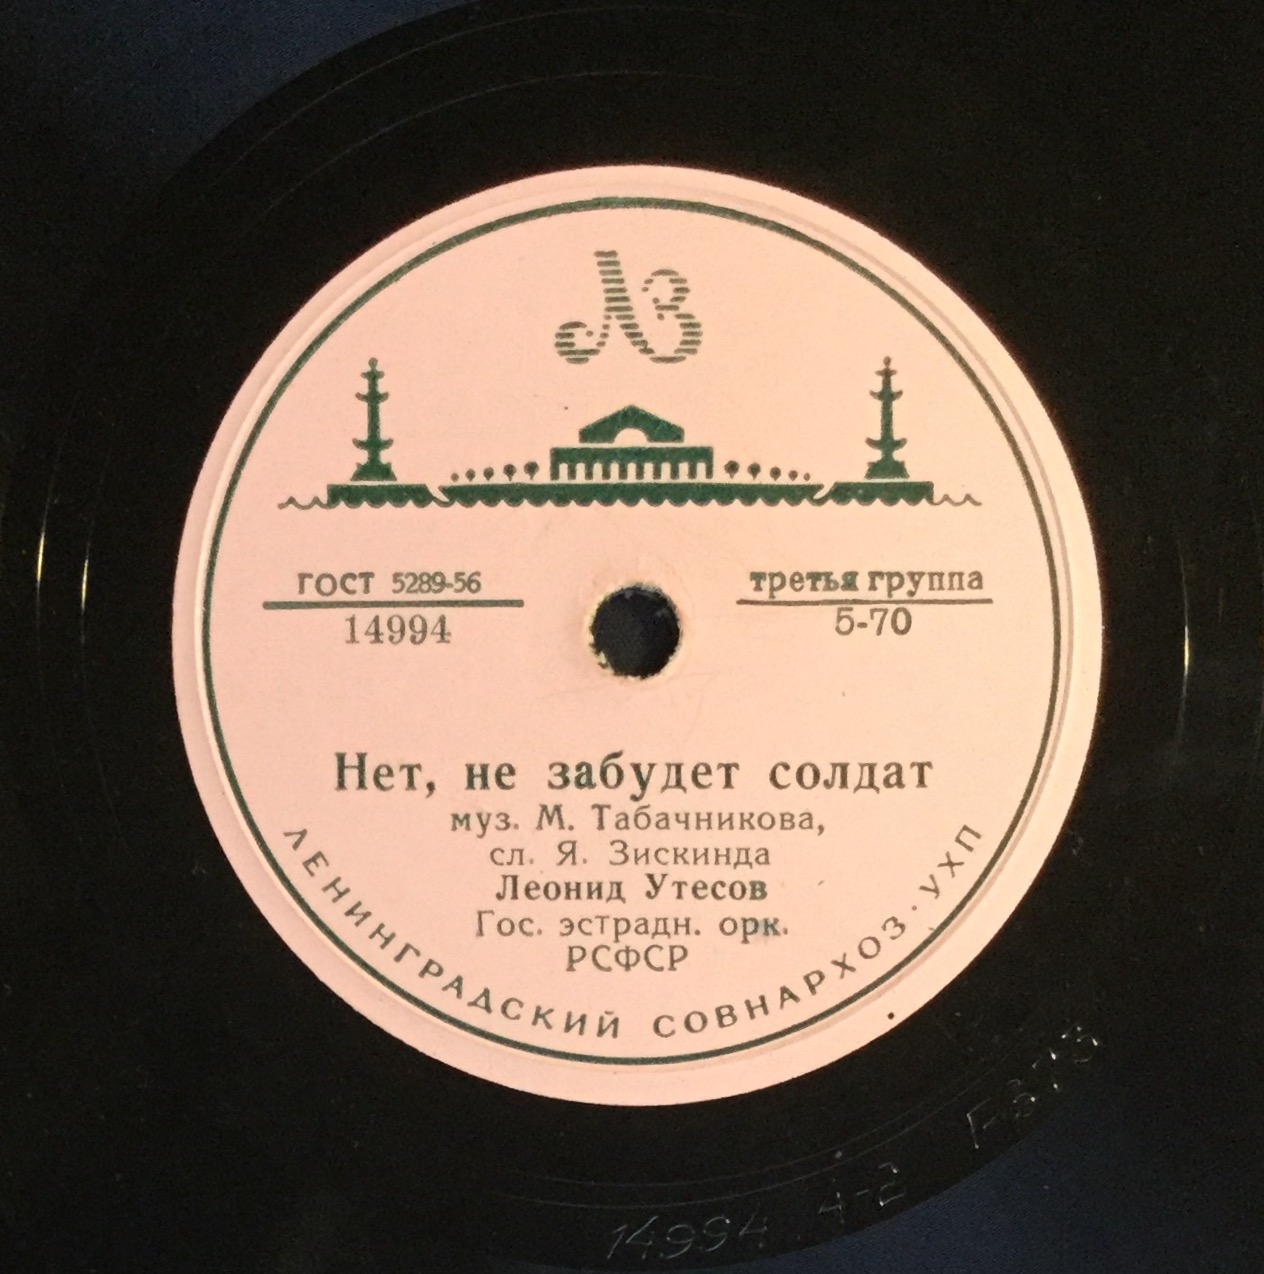 ЛЗ
ГОСТ 5289-56
14994
третья группа
5-70
Нет, не забудет солдат
муз. М. Табачникова,
сл. Я. Зискинда
Леонид Утесов
Гос. эстрадн. орк.
РСФСР
ЛЕНИНГРАДСКИЙ СОВНАРХОЗ · УХП
14994 4-2